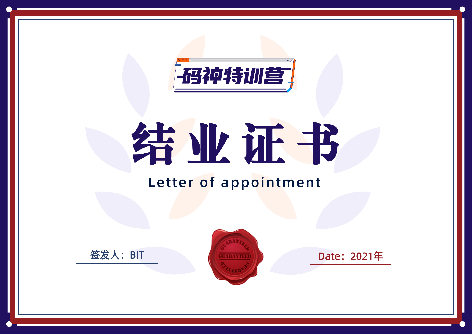 码神特训营
结业证书
Letter of appointment
签发人：BIT
Date：2021年
GUARANTEED